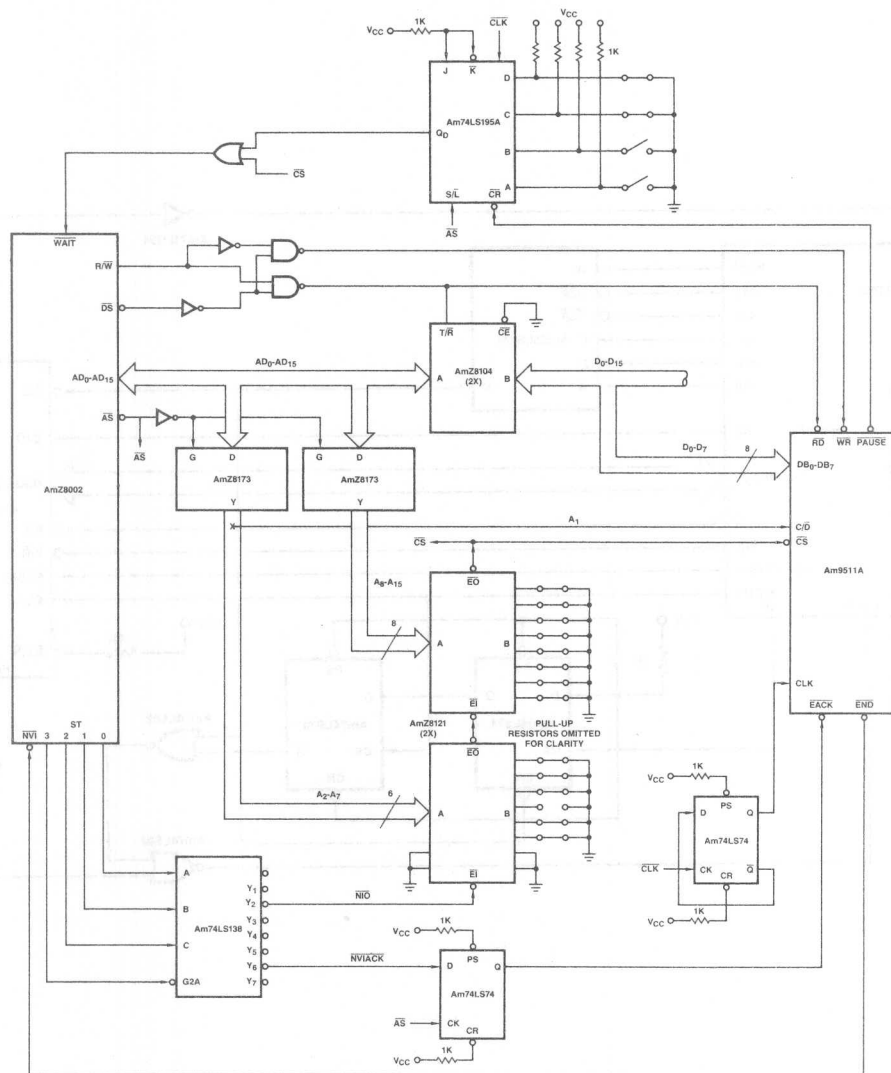 VCC 1K CLK VCC
1K
J K D
Am74LS195A C
QD
B
CS
S/L CR A
AS
WAIT
R/W
DS
T/R CE
AD0-AD15 AD0-AD15 A AmZ8104 (2X) B D0-D15
AS
AS G D G D
RD WR PAUSE
D0-D7 8 DB0-DB7
AmZ8002 AmZ8173 AmZ8173
Y Y
A1 C/D
CS CS
EO
A8-A15 Am9511A
8 A B
EI
CLK
ST AmZ8121 (2X) PULL-UP RESISTORS OMITTED FOR CLARITY EACK END
NVI 3 2 1 0 EO
A2-A7 6 A B
VCC 1K
PS
D Q
Am74LS74
CLK CK Q
CR
VCC 1K
EI
A Y1
NIO
Y2
B Y3
Am74LS138 Y4
C Y5
NVIACK
Y6
G2A Y7
VCC 1K
PS
D Q
Am74LS74
AS CK
CR
VCC 1K